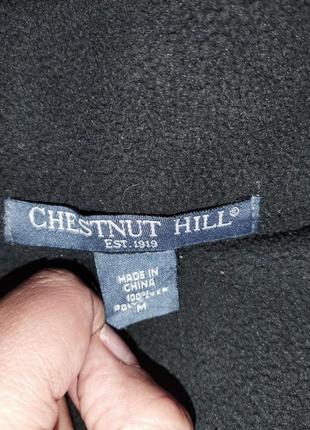 CHESTNUT HILL®
EST. 1919
MADE IN
CHINA
100%
M